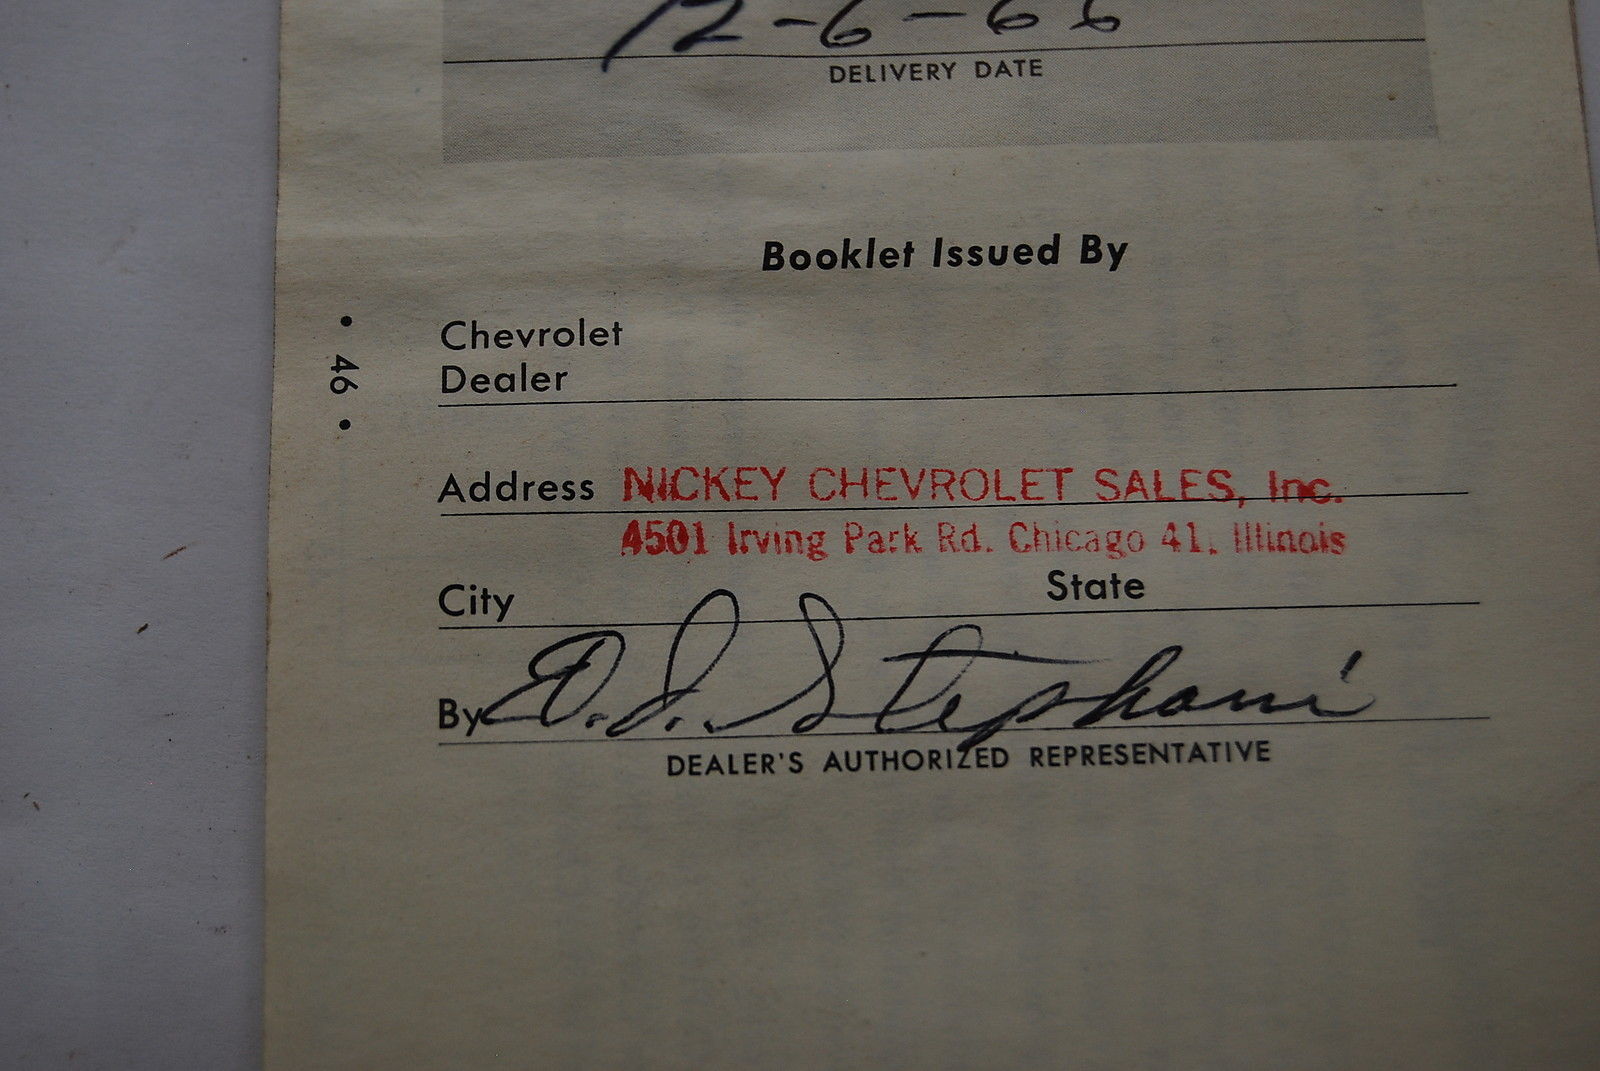 12-6-66
DELIVERY DATE
Booklet Issued By
Chevrolet
Dealer
• 46 •
Address NICKEY CHEVROLET SALES, Inc.
4501 Irving Park Rd. Chicago 41, Illinois
City State
By E. J. Stephani
DEALER'S AUTHORIZED REPRESENTATIVE